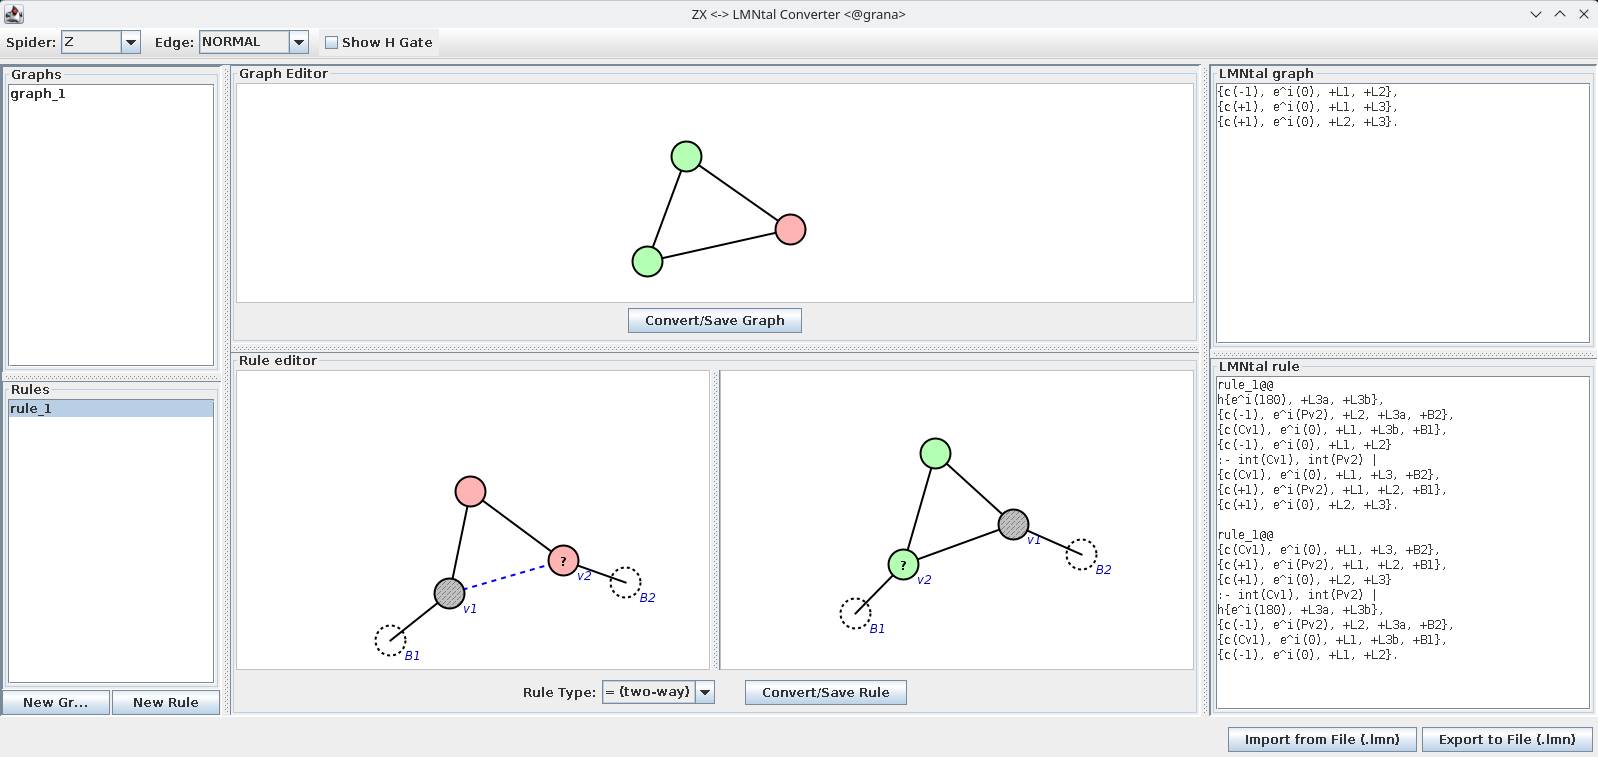 ZX <-> LMNtal Converter <@grana>
Spider: Z Edge: NORMAL Show H Gate
Graphs
graph_1
Rules
rule_1
New Gr... New Rule
Graph Editor
Convert/Save Graph
Rule editor
?
v2
v1
B2
B1
?
v1
v2
B2
B1
Rule Type: = (two-way) Convert/Save Rule
LMNtal graph
{c(-1), e^i(0), +L1, +L2},
{c(+1), e^i(0), +L1, +L3},
{c(+1), e^i(0), +L2, +L3}.
LMNtal rule
rule_1@@
h{e^i(180), +L3a, +L3b},
{c(-1), e^i(Pv2), +L2, +L3a, +B2},
{c(Cv1), e^i(0), +L1, +L3b, +B1},
{c(-1), e^i(0), +L1, +L2}
:- int(Cv1), int(Pv2) |
{c(Cv1), e^i(0), +L1, +L3, +B2},
{c(+1), e^i(Pv2), +L1, +L2, +B1},
{c(+1), e^i(0), +L2, +L3}.
rule_1@@
{c(Cv1), e^i(0), +L1, +L3, +B2},
{c(+1), e^i(Pv2), +L1, +L2, +B1},
{c(+1), e^i(0), +L2, +L3}
:- int(Cv1), int(Pv2) |
h{e^i(180), +L3a, +L3b},
{c(-1), e^i(Pv2), +L2, +L3a, +B2},
{c(Cv1), e^i(0), +L1, +L3b, +B1},
{c(-1), e^i(0), +L1, +L2}.
Import from File (.lmn) Export to File (.lmn)